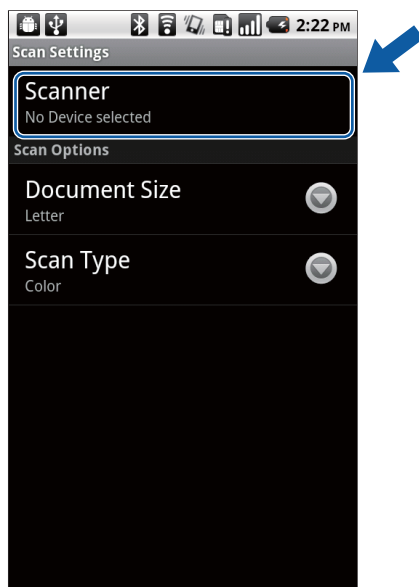 2:22 PM
Scan Settings
Scanner
No Device selected
Scan Options
Document Size
Letter
Scan Type
Color